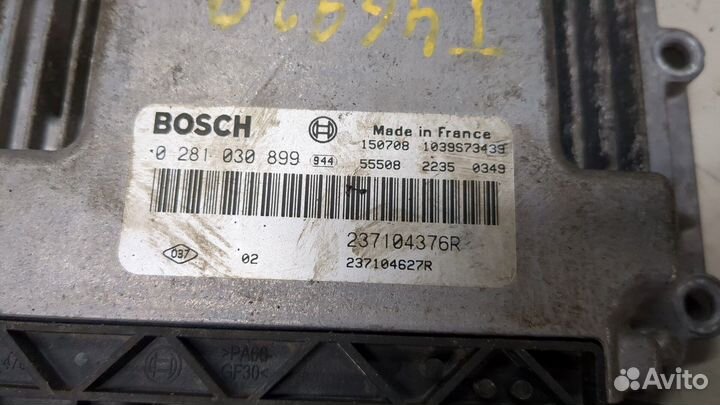 BOSCH
Made in France
150708 1039S73439
0 281 030 899 944
55508 2235 0349
237104376R
037 02
237104627R
>PA66-
GF30<
Avito